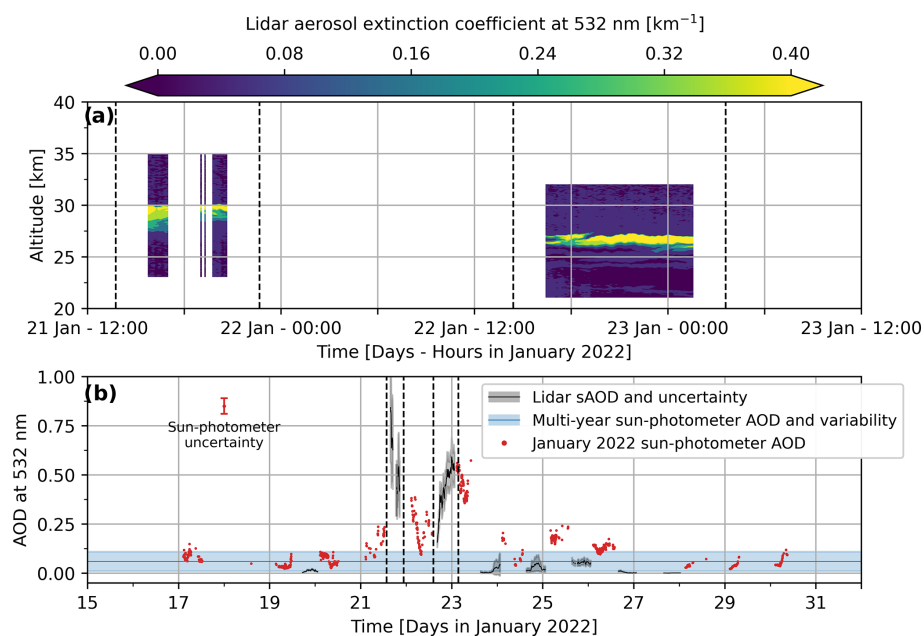 Lidar aerosol extinction coefficient at 532 nm [km⁻¹]
0.00 0.08 0.16 0.24 0.32 0.40
(a)
40
35
30
25
20
Altitude [km]
21 Jan - 12:00 22 Jan - 00:00 22 Jan - 12:00 23 Jan - 00:00 23 Jan - 12:00
Time [Days - Hours in January 2022]
(b)
1.00
0.75
0.50
0.25
0.00
AOD at 532 nm
Sun-photometer
uncertainty
Lidar sAOD and uncertainty
Multi-year sun-photometer AOD and variability
January 2022 sun-photometer AOD
15 17 19 21 23 25 27 29 31
Time [Days in January 2022]